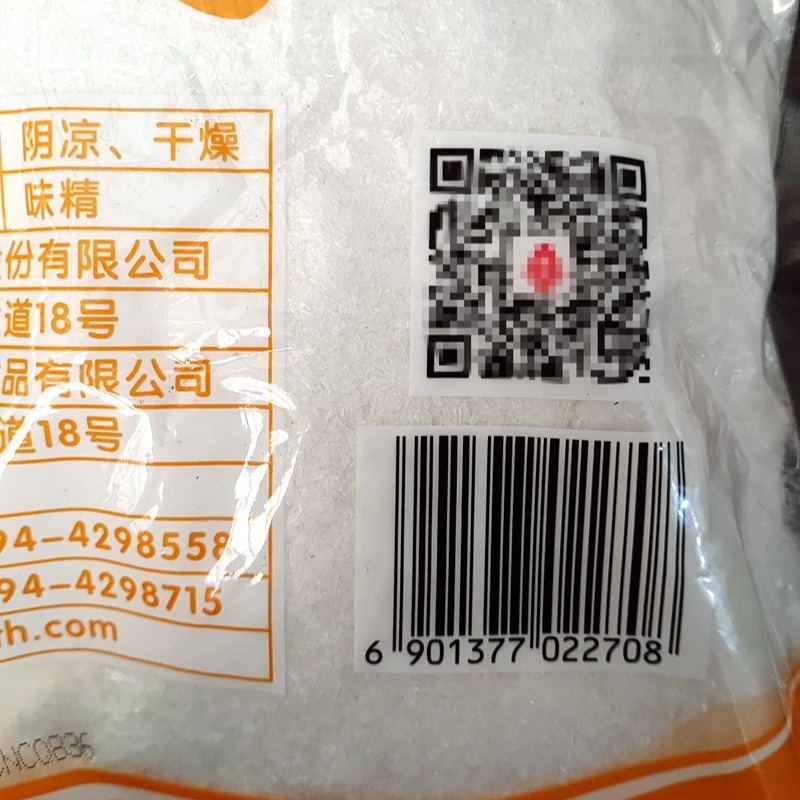 阴凉、干燥
味精
份有限公司
道18号
品有限公司
道18号
94-4298558
94-4298715
rh.com
6 901377 022708